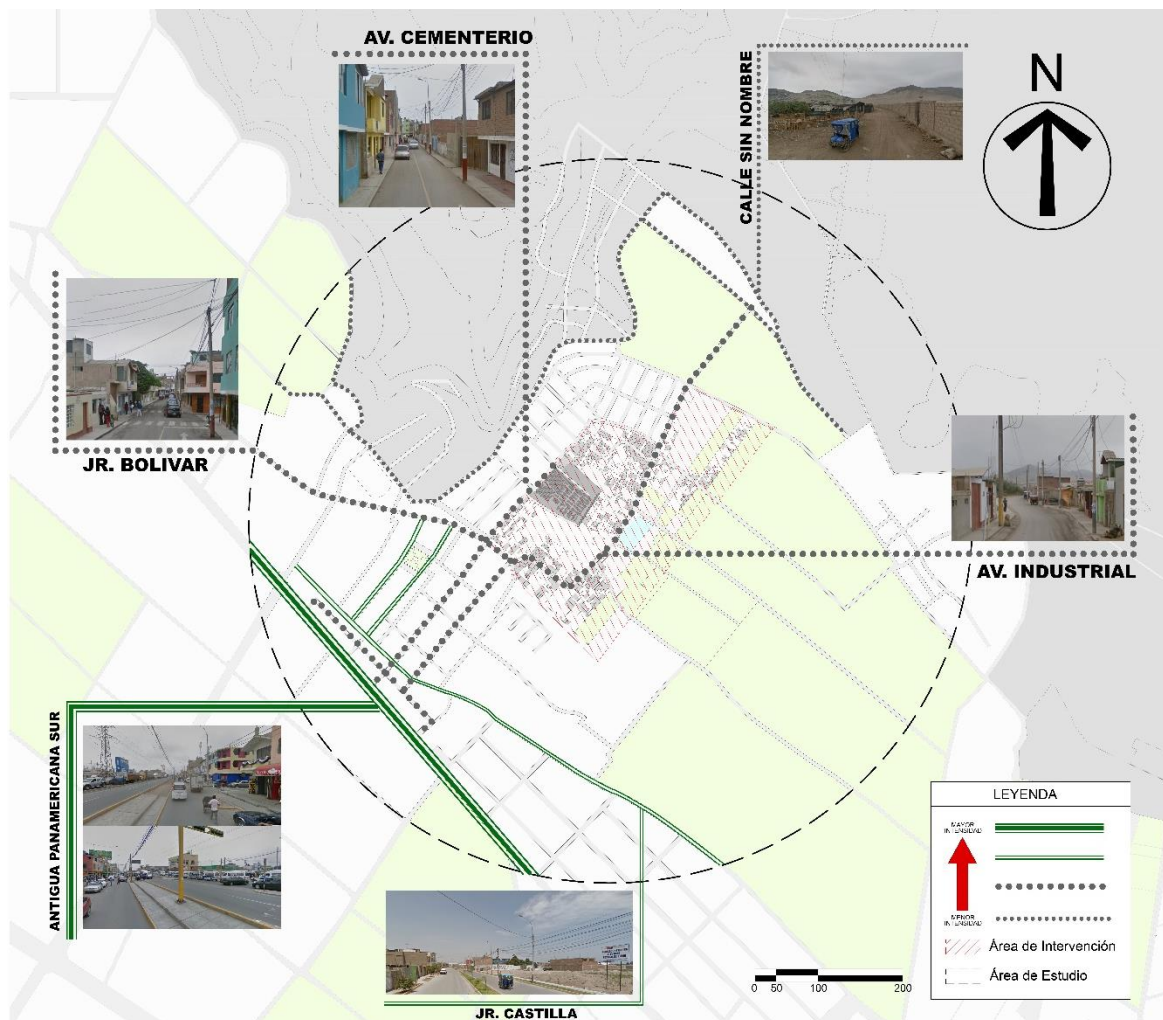 AV. CEMENTERIO
CALLE SIN NOMBRE
N
JR. BOLIVAR
AV. INDUSTRIAL
ANTIGUA PANAMERICANA SUR
JR. CASTILLA
LEYENDA
MAYOR
INTENSIDAD
MENOR
INTENSIDAD
Área de Intervención
Área de Estudio
0 50 100 200